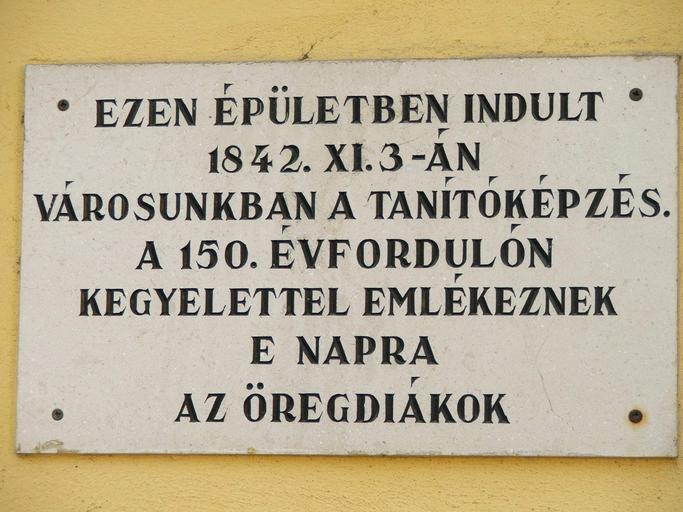 EZEN ÉPÜLETBEN INDULT
1842. XI. 3-ÁN
VÁROSUNKBAN A TANÍTÓKÉPZÉS.
A 150. ÉVFORDULÓN
KEGYELETTEL EMLÉKEZNEK
E NAPRA
AZ ÖREGDIÁKOK